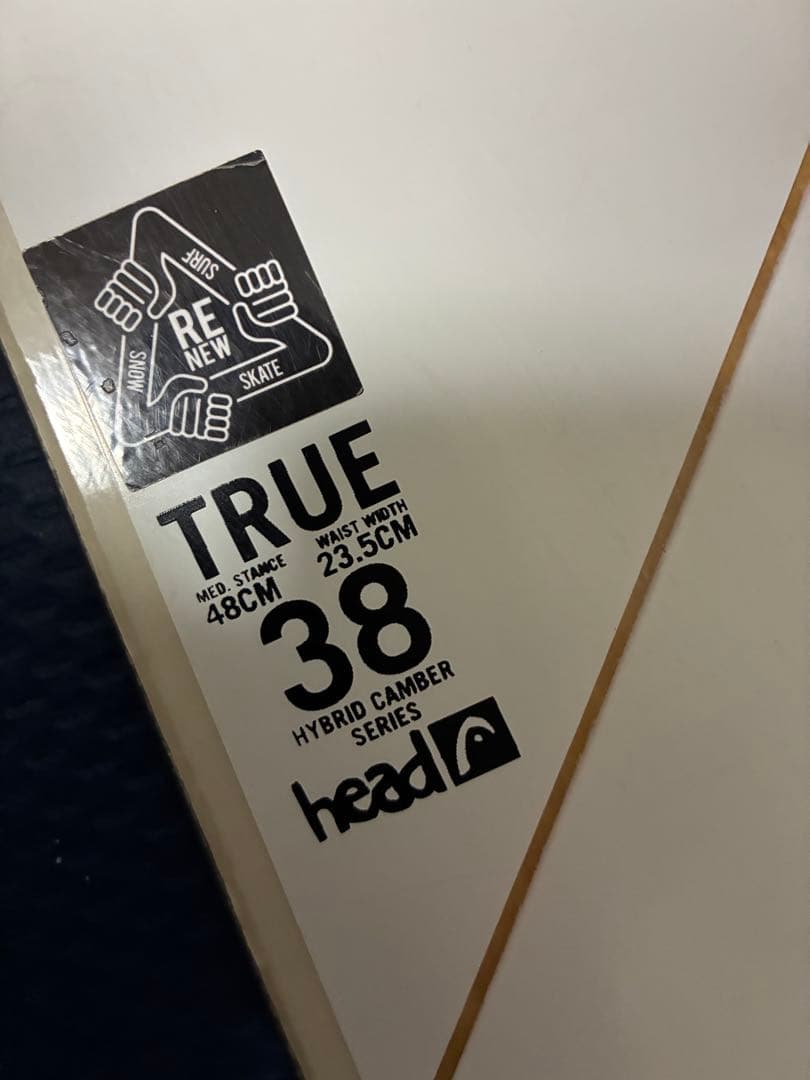 SURF
RE
NEW
SNOW
SKATE
TRUE
MED. STANCE
48CM
WAIST WIDTH
23.5CM
38
HYBRID CAMBER
SERIES
head